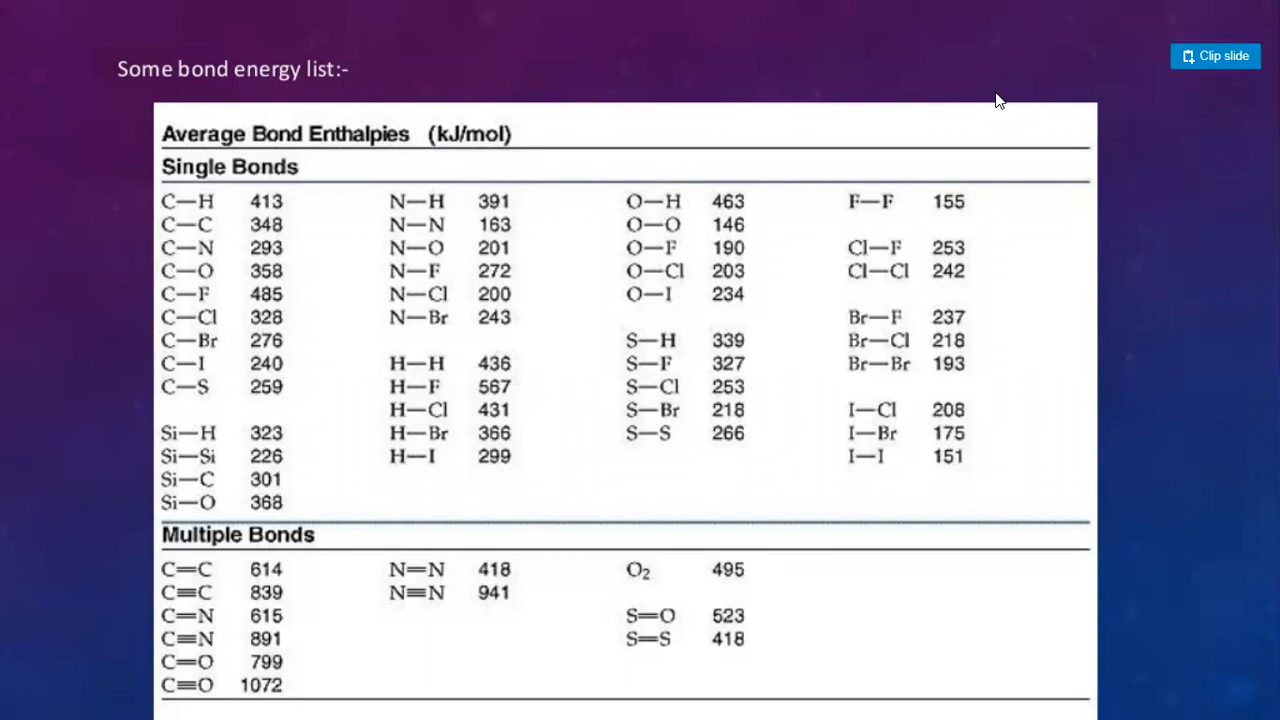 Clip slide
Some bond energy list:-
Average Bond Enthalpies (kJ/mol)
Single Bonds
C—H 413 N—H 391 O—H 463 F—F 155
C—C 348 N—N 163 O—O 146
C—N 293 N—O 201 O—F 190 Cl—F 253
C—O 358 N—F 272 O—Cl 203 Cl—Cl 242
C—F 485 N—Cl 200 O—I 234
C—Cl 328 N—Br 243 Br—F 237
C—Br 276 S—H 339 Br—Cl 218
C—I 240 H—H 436 S—F 327 Br—Br 193
C—S 259 H—F 567 S—Cl 253
H—Cl 431 S—Br 218 I—Cl 208
Si—H 323 H—Br 366 S—S 266 I—Br 175
Si—Si 226 H—I 299 I—I 151
Si—C 301
Si—O 368
Multiple Bonds
C=C 614 N=N 418 O₂ 495
C≡C 839 N≡N 941
C=N 615 S=O 523
C≡N 891 S=S 418
C=O 799
C≡O 1072